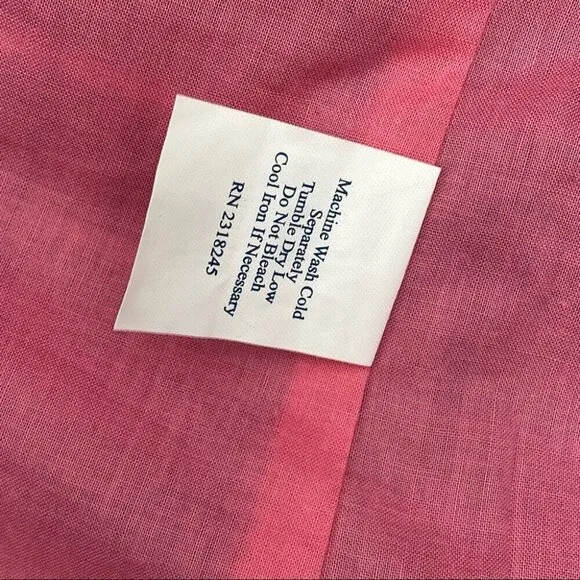 Machine Wash Cold
Separately
Tumble Dry Low
Do Not Bleach
Cool Iron If Necessary
RN 2318245